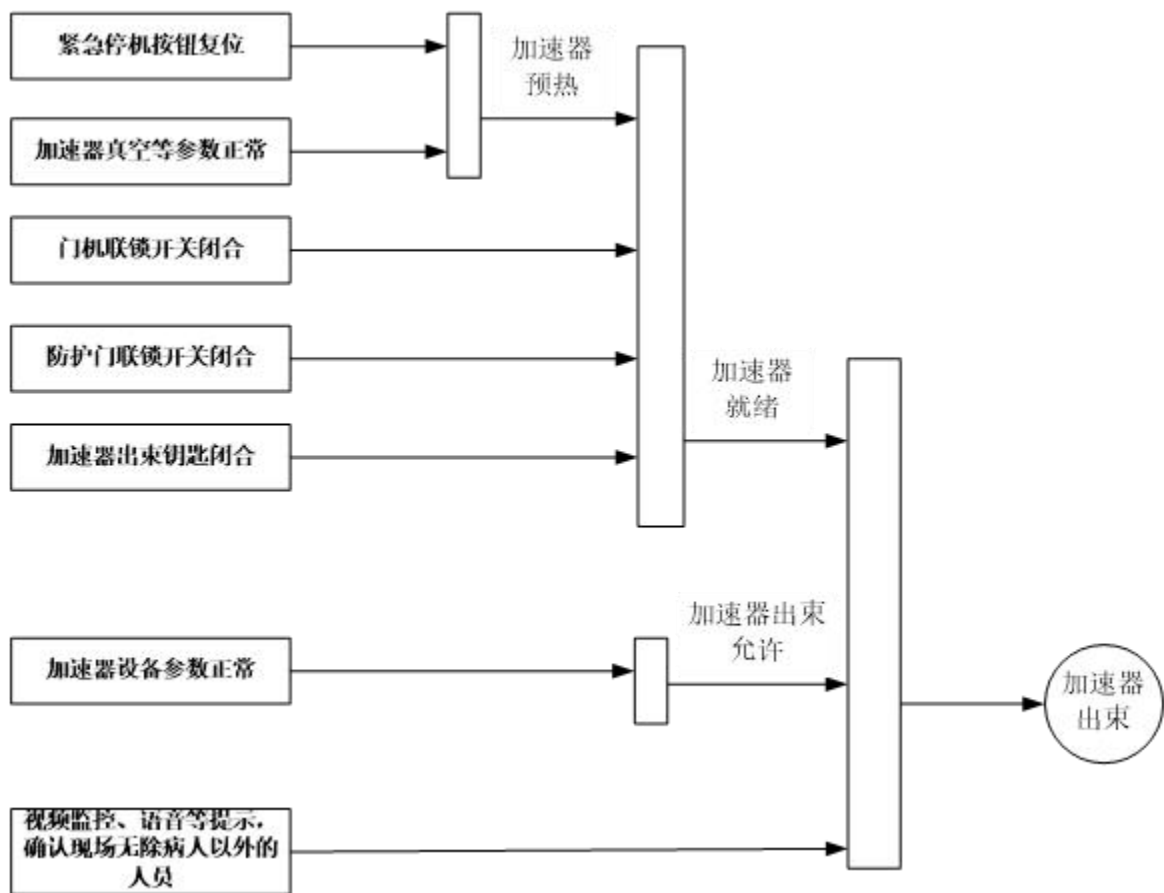 紧急停机按钮复位
加速器
预热
加速器真空等参数正常
门机联锁开关闭合
防护门联锁开关闭合
加速器
就绪
加速器出束钥匙闭合
加速器出束
允许
加速器设备参数正常
加速器
出束
视频监控、语音等提示，
确认现场无除病人以外的
人员